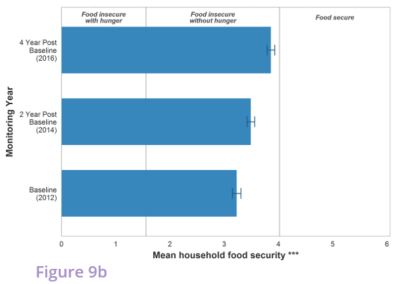 Food insecure
with hunger
Food insecure
without hunger
Food secure
Monitoring Year
4 Year Post
Baseline
(2016)
2 Year Post
Baseline
(2014)
Baseline
(2012)
0 1 2 3 4 5 6
Mean household food security ***
Figure 9b